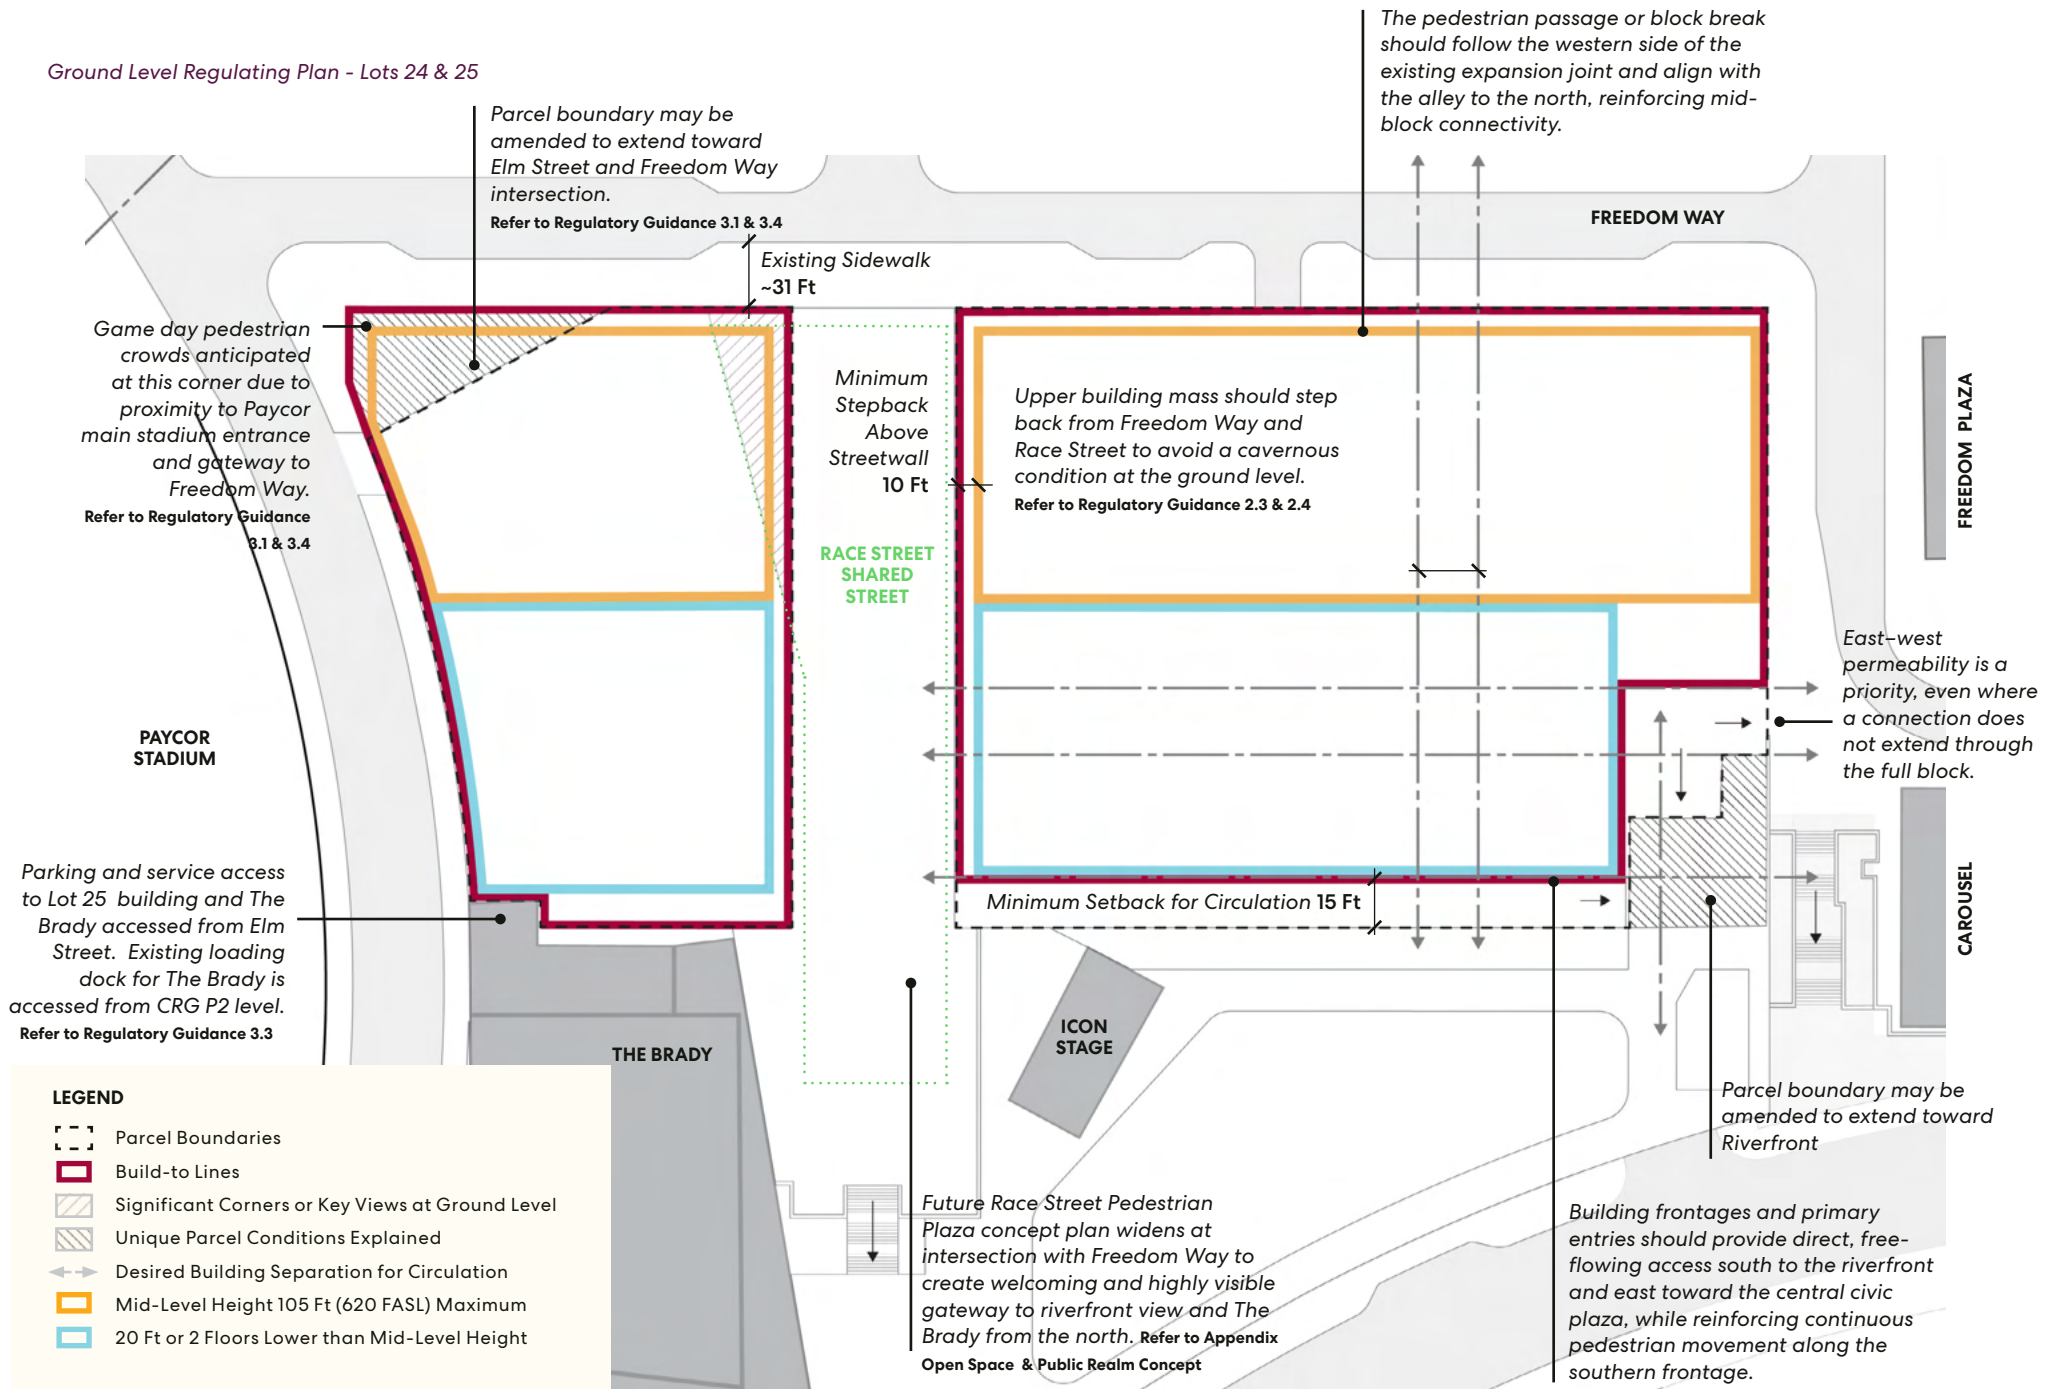 Ground Level Regulating Plan - Lots 24 & 25
The pedestrian passage or block break
should follow the western side of the
existing expansion joint and align with
the alley to the north, reinforcing mid-
block connectivity.
Parcel boundary may be
amended to extend toward
Elm Street and Freedom Way
intersection.
Refer to Regulatory Guidance 3.1 & 3.4
FREEDOM WAY
Existing Sidewalk
~31 Ft
Game day pedestrian
crowds anticipated
at this corner due to
proximity to Paycor
main stadium entrance
and gateway to
Freedom Way.
Refer to Regulatory Guidance
3.1 & 3.4
Minimum
Stepback
Above
Streetwall
10 Ft
Upper building mass should step
back from Freedom Way and
Race Street to avoid a cavernous
condition at the ground level.
Refer to Regulatory Guidance 2.3 & 2.4
FREEDOM PLAZA
RACE STREET
SHARED
STREET
East–west
permeability is a
priority, even where
a connection does
not extend through
the full block.
PAYCOR
STADIUM
Parking and service access
to Lot 25 building and The
Brady accessed from Elm
Street. Existing loading
dock for The Brady is
accessed from CRG P2 level.
Refer to Regulatory Guidance 3.3
Minimum Setback for Circulation 15 Ft
CAROUSEL
ICON
STAGE
THE BRADY
Parcel boundary may be
amended to extend toward
Riverfront
Future Race Street Pedestrian
Plaza concept plan widens at
intersection with Freedom Way to
create welcoming and highly visible
gateway to riverfront view and The
Brady from the north. Refer to Appendix
Open Space & Public Realm Concept
Building frontages and primary
entries should provide direct, free-
flowing access south to the riverfront
and east toward the central civic
plaza, while reinforcing continuous
pedestrian movement along the
southern frontage.
LEGEND
Parcel Boundaries
Build-to Lines
Significant Corners or Key Views at Ground Level
Unique Parcel Conditions Explained
Desired Building Separation for Circulation
Mid-Level Height 105 Ft (620 FASL) Maximum
20 Ft or 2 Floors Lower than Mid-Level Height